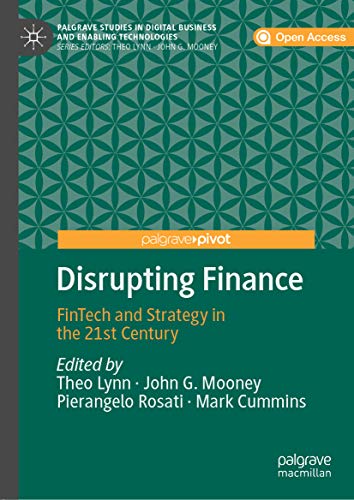 PALGRAVE STUDIES IN DIGITAL BUSINESS
AND ENABLING TECHNOLOGIES
SERIES EDITORS: THEO LYNN · JOHN G. MOONEY
Open Access
palgrave▸pivot
Disrupting Finance
FinTech and Strategy in
the 21st Century
Edited by
Theo Lynn · John G. Mooney
Pierangelo Rosati · Mark Cummins
palgrave
macmillan